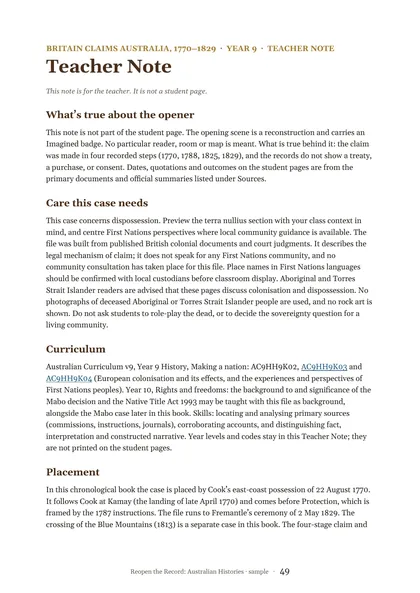 BRITAIN CLAIMS AUSTRALIA, 1770–1829 · YEAR 9 · TEACHER NOTE
Teacher Note
This note is for the teacher. It is not a student page.
What's true about the opener
This note is not part of the student page. The opening scene is a reconstruction and carries an
Imagined badge. No particular reader, room or map is meant. What is true behind it: the claim
was made in four recorded steps (1770, 1788, 1825, 1829), and the records do not show a treaty,
a purchase, or consent. Dates, quotations and outcomes on the student pages are from the
primary documents and official summaries listed under Sources.
Care this case needs
This case concerns dispossession. Preview the terra nullius section with your class context in
mind, and centre First Nations perspectives where local community guidance is available. The
file was built from published British colonial documents and court judgments. It describes the
legal mechanism of claim; it does not speak for any First Nations community, and no
community consultation has taken place for this file. Place names in First Nations languages
should be confirmed with local custodians before classroom display. Aboriginal and Torres
Strait Islander readers are advised that these pages discuss colonisation and dispossession. No
photographs of deceased Aboriginal or Torres Strait Islander people are used, and no rock art is
shown. Do not ask students to role-play the dead, or to decide the sovereignty question for a
living community.
Curriculum
Australian Curriculum v9, Year 9 History, Making a nation: AC9HH9K02, AC9HH9K03 and
AC9HH9K04 (European colonisation and its effects, and the experiences and perspectives of
First Nations peoples). Year 10, Rights and freedoms: the background to and significance of the
Mabo decision and the Native Title Act 1993 may be taught with this file as background,
alongside the Mabo case later in this book. Skills: locating and analysing primary sources
(commissions, instructions, journals), corroborating accounts, and distinguishing fact,
interpretation and constructed narrative. Year levels and codes stay in this Teacher Note; they
are not printed on the student pages.
Placement
In this chronological book the case is placed by Cook's east-coast possession of 22 August 1770.
It follows Cook at Kamay (the landing of late April 1770) and comes before Protection, which is
framed by the 1787 instructions. The file runs to Fremantle's ceremony of 2 May 1829. The
crossing of the Blue Mountains (1813) is a separate case in this book. The four-stage claim and
Reopen the Record: Australian Histories · sample · 49